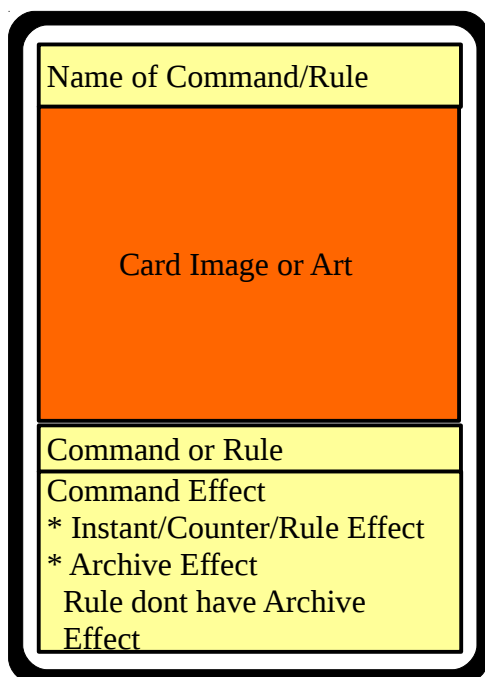 Name of Command/Rule
Card Image or Art
Command or Rule
Command Effect
* Instant/Counter/Rule Effect
* Archive Effect
Rule dont have Archive
Effect